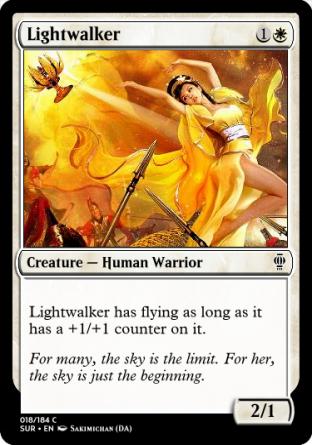 Lightwalker 1
Creature — Human Warrior
Lightwalker has flying as long as it
has a +1/+1 counter on it.
For many, the sky is the limit. For her,
the sky is just the beginning.
018/184 C
SUR • EN SAKIMICHAN (DA)
2/1